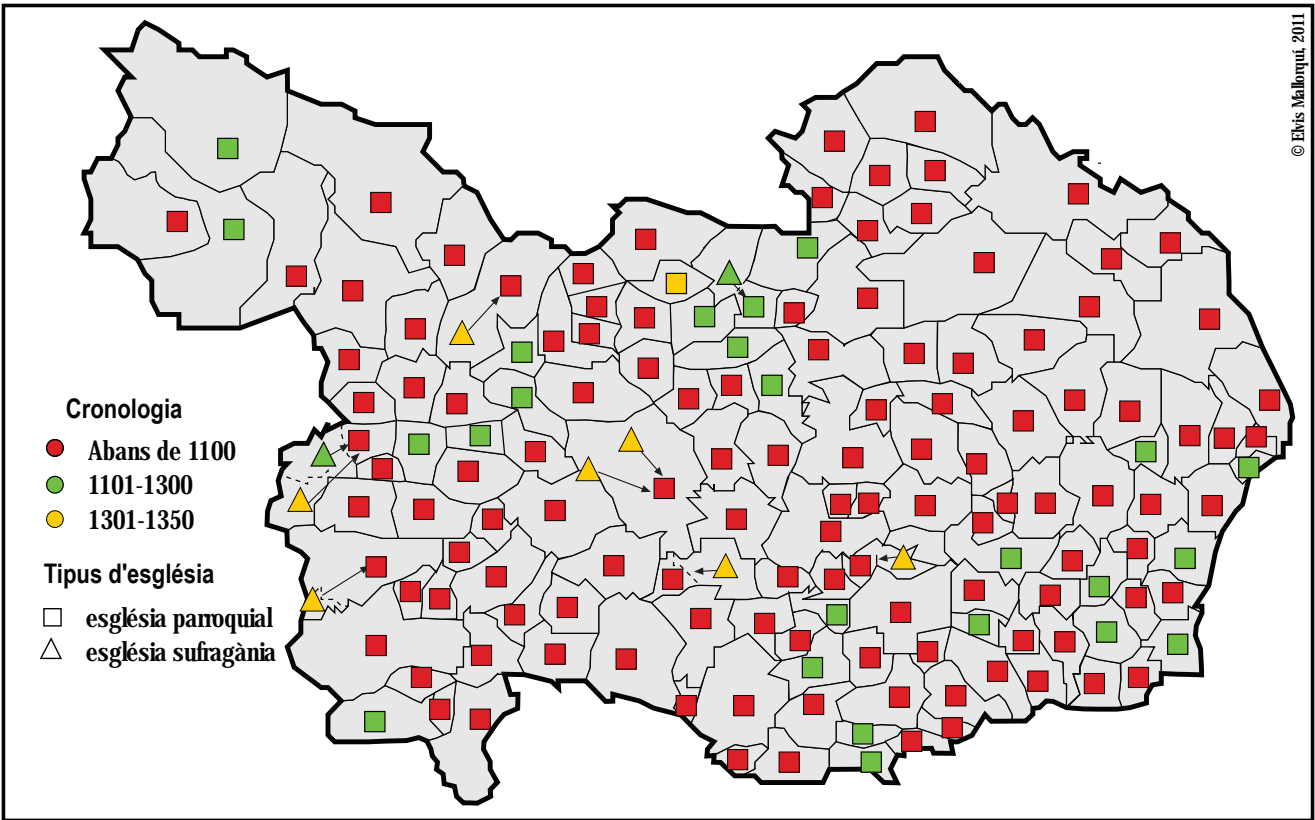 © Elvis Mallorquí, 2011
Cronologia
Abans de 1100
1101-1300
1301-1350
Tipus d'església
església parroquial
església sufragània